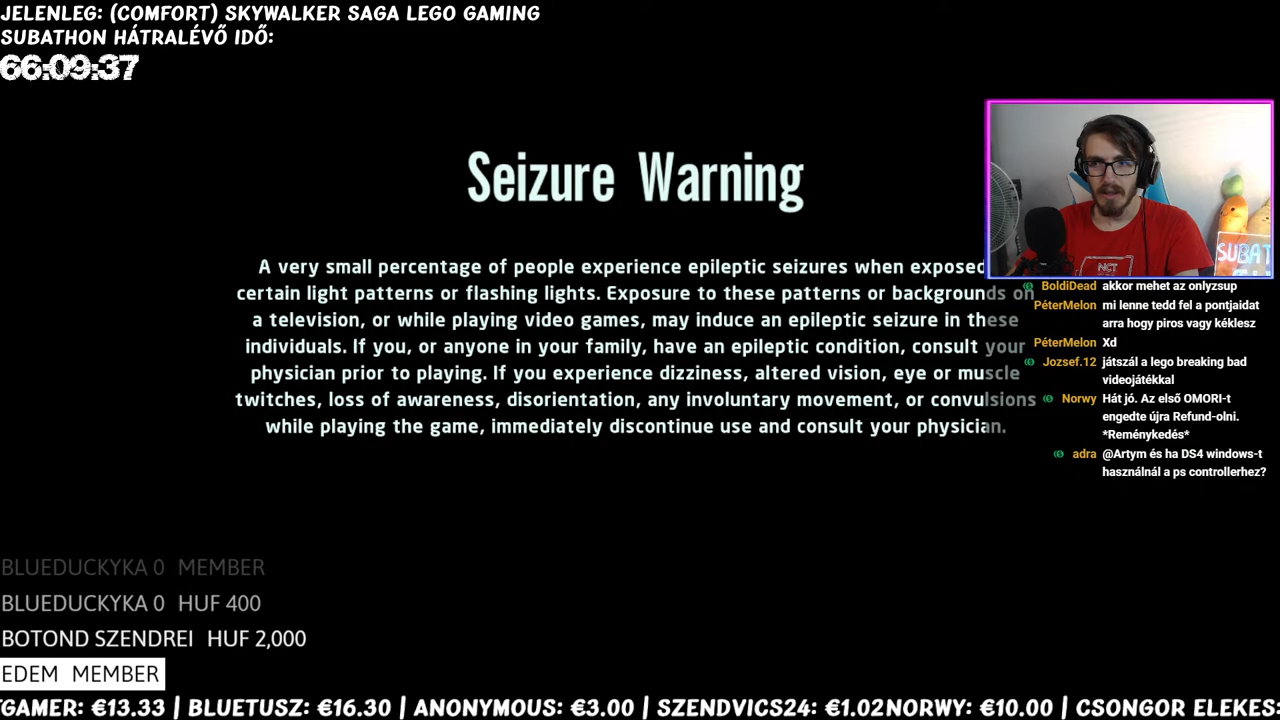 JELENLEG: (COMFORT) SKYWALKER SAGA LEGO GAMING
SUBATHON HÁTRALÉVŐ IDŐ:
66:09:37
Seizure Warning
A very small percentage of people experience epileptic seizures when exposed
certain light patterns or flashing lights. Exposure to these patterns or backgrounds on
a television, or while playing video games, may induce an epileptic seizure in these
individuals. If you, or anyone in your family, have an epileptic condition, consult your
physician prior to playing. If you experience dizziness, altered vision, eye or muscle
twitches, loss of awareness, disorientation, any involuntary movement, or convulsions
while playing the game, immediately discontinue use and consult your physician.
SUBAT
BoldiDead akkor mehet az onlyzsup
PéterMelon mi lenne tedd fel a pontjaidat
arra hogy piros vagy kéklesz
PéterMelon Xd
Jozsef.12 játszál a lego breaking bad
videojátékkal
Norwy Hát jó. Az első OMORI-t
engedte újra Refund-olni.
*Reménykedés*
adra @Artym és ha DS4 windows-t
használnál a ps controllerhez?
BLUEDUCKYKA 0 MEMBER
BLUEDUCKYKA 0 HUF 400
BOTOND SZENDREI HUF 2,000
EDEM MEMBER
GAMER: €13.33 | BLUETUSZ: €16.30 | ANONYMOUS: €3.00 | SZENDVICS24: €1.02NORWY: €10.00 | CSONGOR ELEKES: